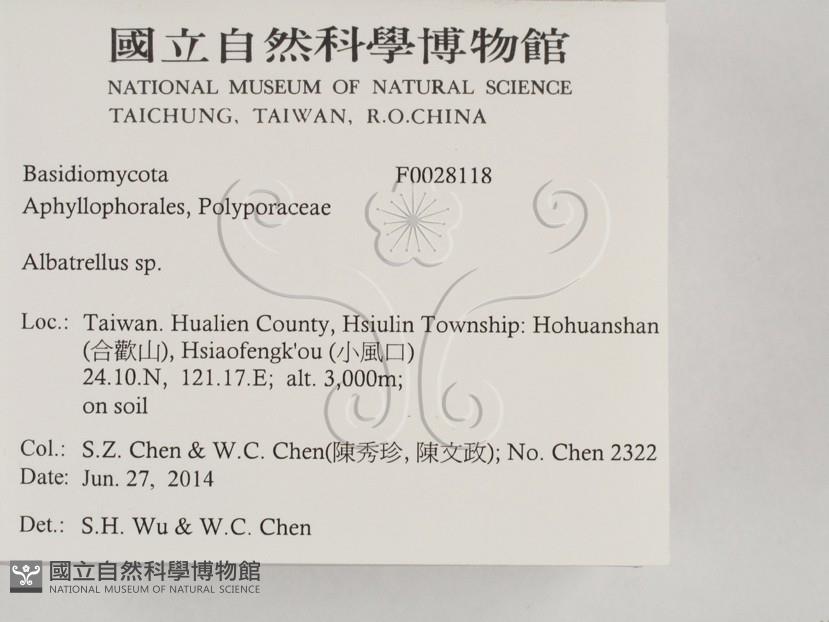 國立自然科學博物館
NATIONAL MUSEUM OF NATURAL SCIENCE
TAICHUNG, TAIWAN, R.O.CHINA
Basidiomycota F0028118
Aphyllophorales, Polyporaceae
Albatrellus sp.
Loc.: Taiwan. Hualien County, Hsiulin Township: Hohuanshan
(合歡山), Hsiaofengk'ou (小風口)
24.10.N, 121.17.E; alt. 3,000m;
on soil
Col.: S.Z. Chen & W.C. Chen(陳秀珍, 陳文政); No. Chen 2322
Date: Jun. 27, 2014
Det.: S.H. Wu & W.C. Chen
國立自然科學博物館
NATIONAL MUSEUM OF NATURAL SCIENCE